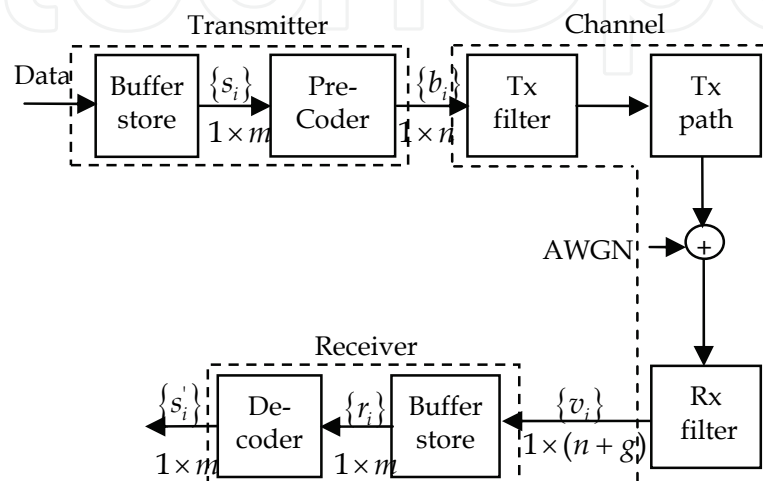 Transmitter
Channel
Data
Buffer
store
{s_i}
1 × m
Pre-
Coder
{b_i}
1 × n
Tx
filter
Tx
path
AWGN
+
Receiver
{s'_i}
1 × m
De-
coder
{r_i}
1 × m
Buffer
store
{v_i}
1 × (n + g)
Rx
filter